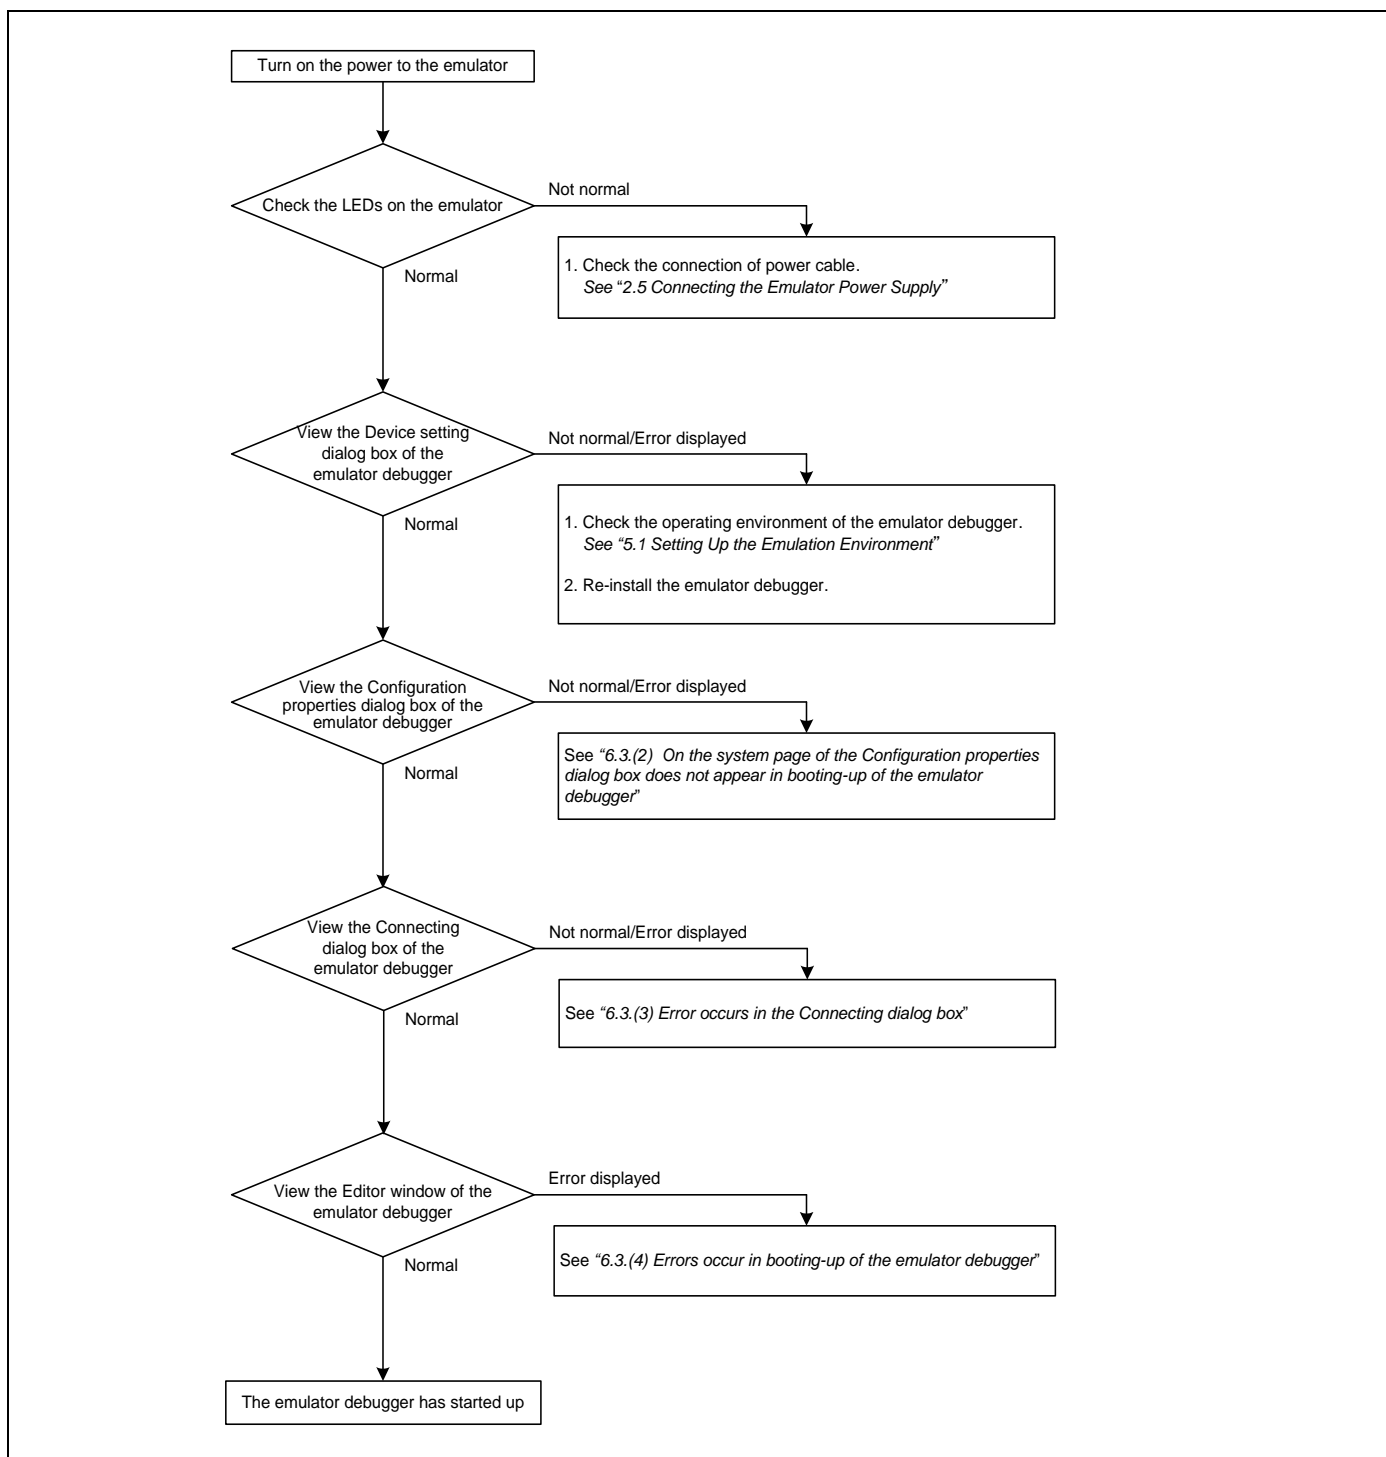 Turn on the power to the emulator
Check the LEDs on the emulator
Not normal
1. Check the connection of power cable.
See “2.5 Connecting the Emulator Power Supply”
Normal
View the Device setting
dialog box of the
emulator debugger
Not normal/Error displayed
1. Check the operating environment of the emulator debugger.
See “5.1 Setting Up the Emulation Environment”
2. Re-install the emulator debugger.
Normal
View the Configuration
properties dialog box of the
emulator debugger
Not normal/Error displayed
See “6.3.(2)  On the system page of the Configuration properties
dialog box does not appear in booting-up of the emulator
debugger”
Normal
View the Connecting
dialog box of the
emulator debugger
Not normal/Error displayed
See “6.3.(3) Error occurs in the Connecting dialog box”
Normal
View the Editor window of the
emulator debugger
Error displayed
See “6.3.(4) Errors occur in booting-up of the emulator debugger”
Normal
The emulator debugger has started up